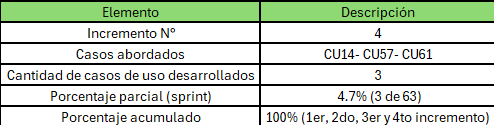 Elemento Descripción
Incremento N° 4
Casos abordados CU14- CU57- CU61
Cantidad de casos de uso desarrollados 3
Porcentaje parcial (sprint) 4.7% (3 de 63)
Porcentaje acumulado 100% (1er, 2do, 3er y 4to incremento)